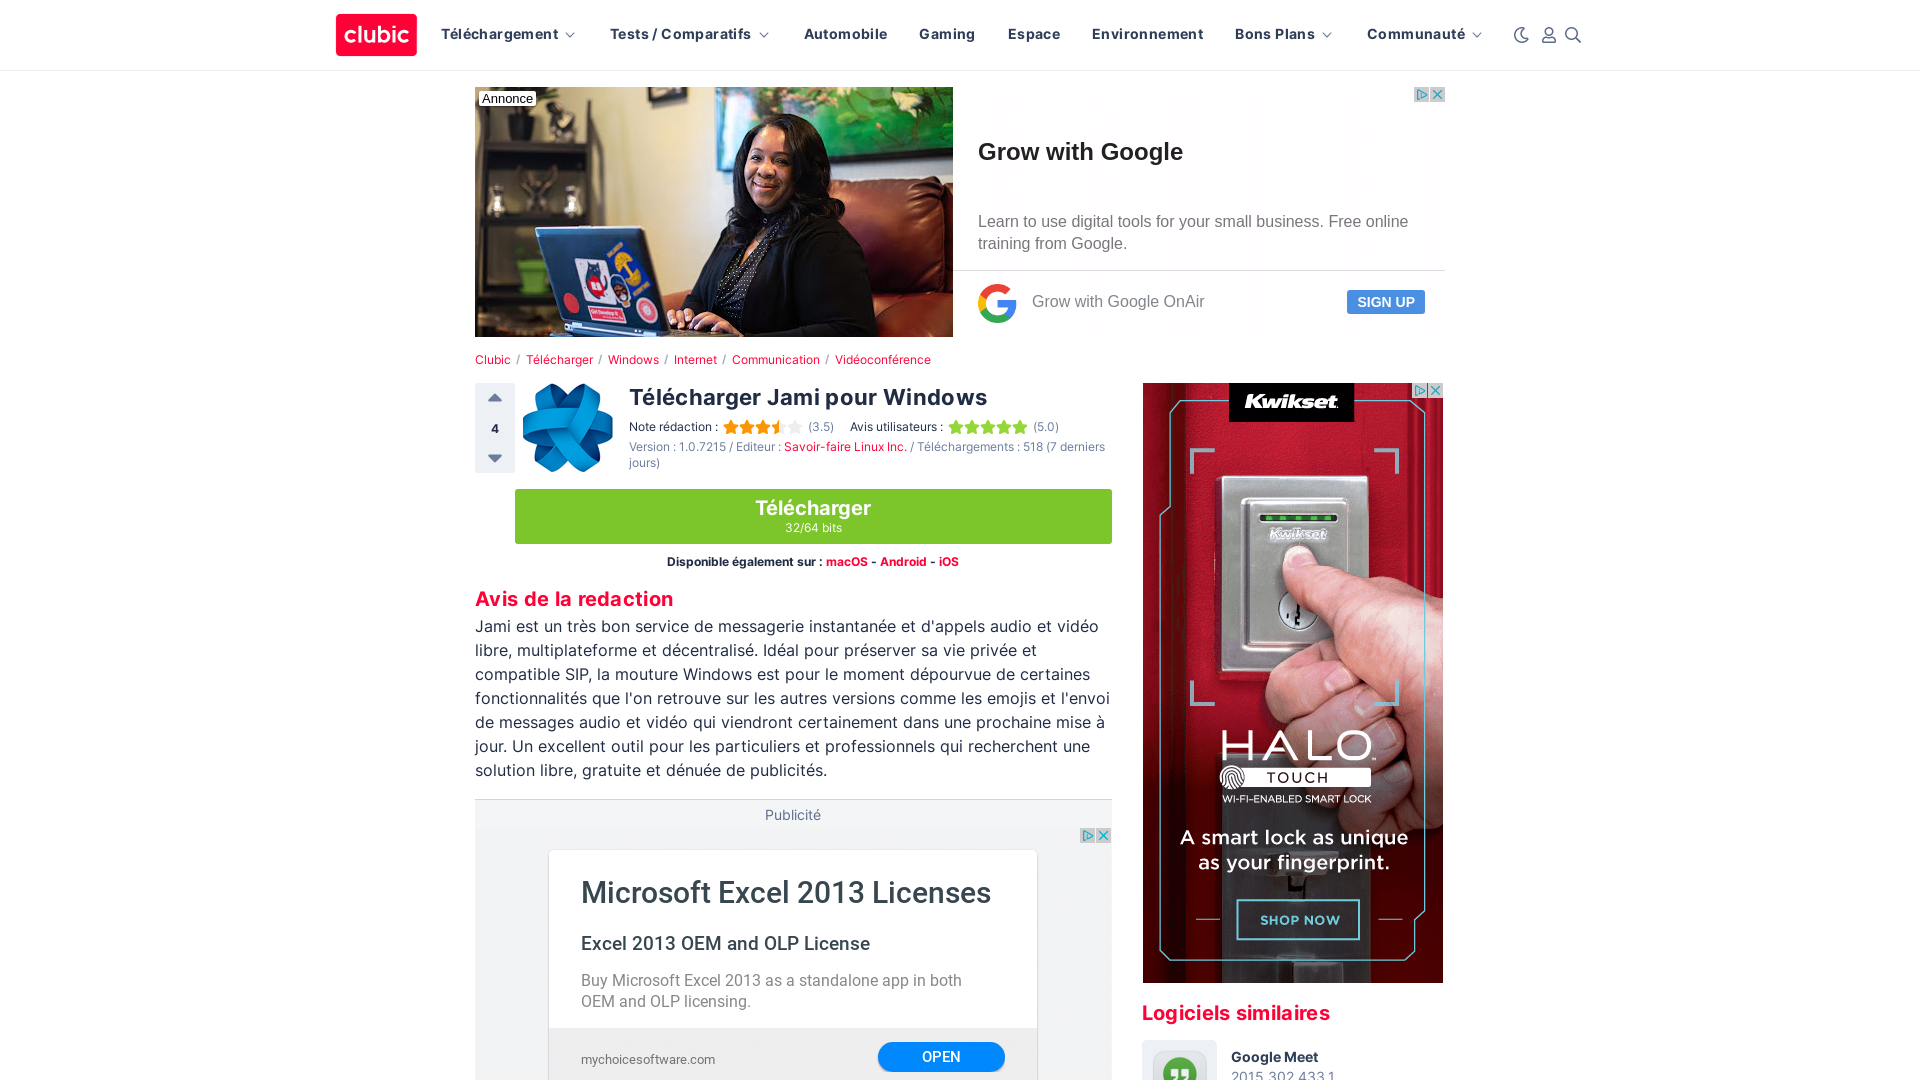 clubic
Téléchargement
Tests / Comparatifs
Automobile
Gaming
Espace
Environnement
Bons Plans
Communauté
Annonce
Grow with Google
Learn to use digital tools for your small business. Free online
training from Google.
Grow with Google OnAir
SIGN UP
Clubic / Télécharger / Windows / Internet / Communication / Vidéoconférence
4
Télécharger Jami pour Windows
Note rédaction : (3.5) Avis utilisateurs : (5.0)
Version : 1.0.7215 / Editeur : Savoir-faire Linux Inc. / Téléchargements : 518 (7 derniers
jours)
Télécharger
32/64 bits
Disponible également sur : macOS - Android - iOS
Avis de la redaction
Jami est un très bon service de messagerie instantanée et d'appels audio et vidéo
libre, multiplateforme et décentralisé. Idéal pour préserver sa vie privée et
compatible SIP, la mouture Windows est pour le moment dépourvue de certaines
fonctionnalités que l'on retrouve sur les autres versions comme les emojis et l'envoi
de messages audio et vidéo qui viendront certainement dans une prochaine mise à
jour. Un excellent outil pour les particuliers et professionnels qui recherchent une
solution libre, gratuite et dénuée de publicités.
Publicité
Microsoft Excel 2013 Licenses
Excel 2013 OEM and OLP License
Buy Microsoft Excel 2013 as a standalone app in both
OEM and OLP licensing.
mychoicesoftware.com
OPEN
Kwikset
Kwikset
HALO
TOUCH
WI-FI-ENABLED SMART LOCK
A smart lock as unique
as your fingerprint.
SHOP NOW
Logiciels similaires
Google Meet
2015.302.433.1